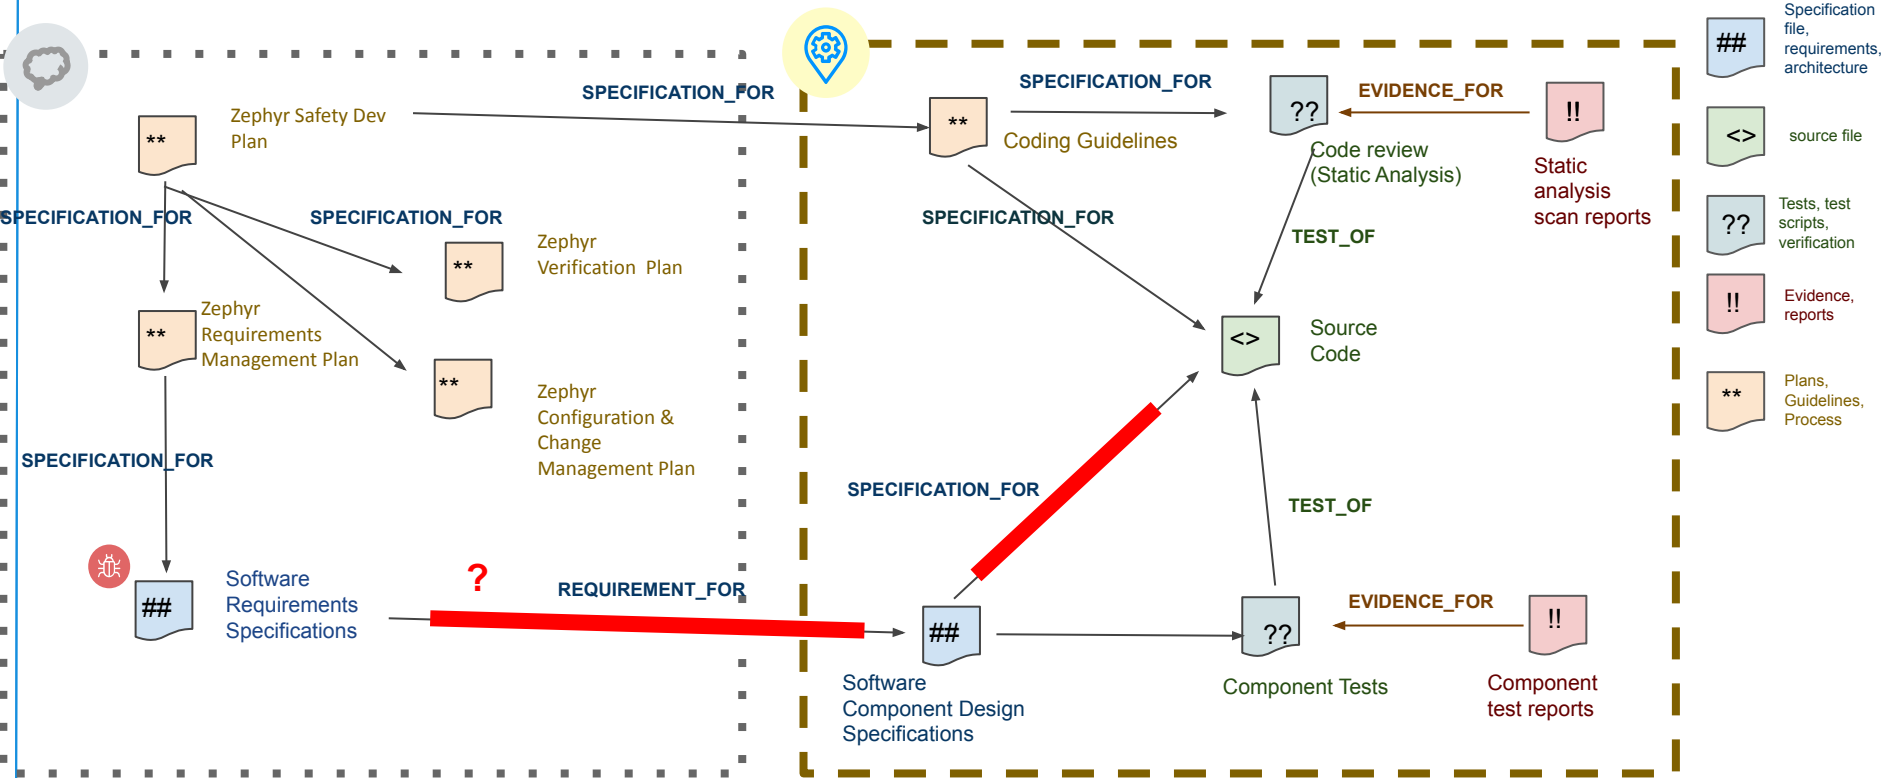 SPECIFICATION_FOR
**
Zephyr Safety Dev
Plan
SPECIFICATION_FOR
SPECIFICATION_FOR
**
Zephyr
Verification Plan
**
Zephyr
Requirements
Management Plan
**
Zephyr
Configuration &
Change
Management Plan
SPECIFICATION_FOR
##
Software
Requirements
Specifications
?
REQUIREMENT_FOR
SPECIFICATION_FOR
**
Coding Guidelines
??
Code review
(Static Analysis)
EVIDENCE_FOR
!!
Static
analysis
scan reports
SPECIFICATION_FOR
TEST_OF
<>
Source
Code
SPECIFICATION_FOR
TEST_OF
##
Software
Component Design
Specifications
??
Component Tests
EVIDENCE_FOR
!!
Component
test reports
##
Specification
file,
requirements,
architecture
<>
source file
??
Tests, test
scripts,
verification
!!
Evidence,
reports
**
Plans,
Guidelines,
Process